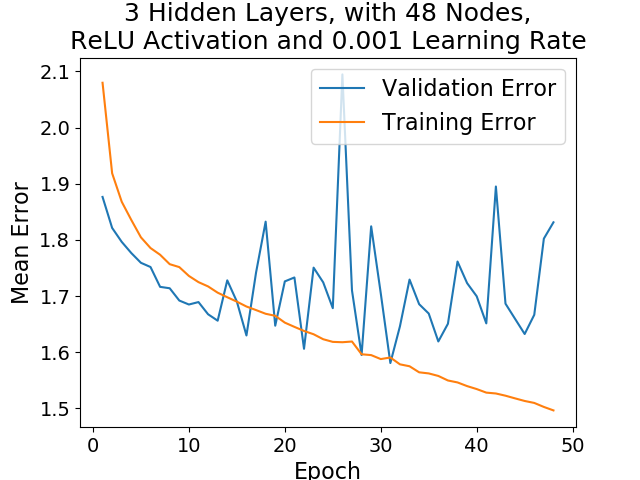 3 Hidden Layers, with 48 Nodes,
ReLU Activation and 0.001 Learning Rate
Validation Error
Training Error
Mean Error
2.1
2.0
1.9
1.8
1.7
1.6
1.5
0 10 20 30 40 50
Epoch